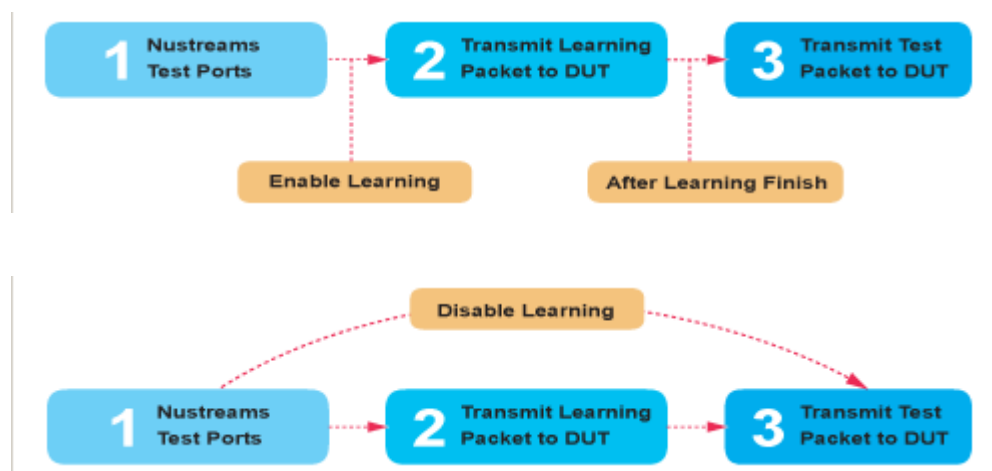 1 Nustreams
Test Ports
2 Transmit Learning
Packet to DUT
3 Transmit Test
Packet to DUT
Enable Learning
After Learning Finish
Disable Learning
1 Nustreams
Test Ports
2 Transmit Learning
Packet to DUT
3 Transmit Test
Packet to DUT